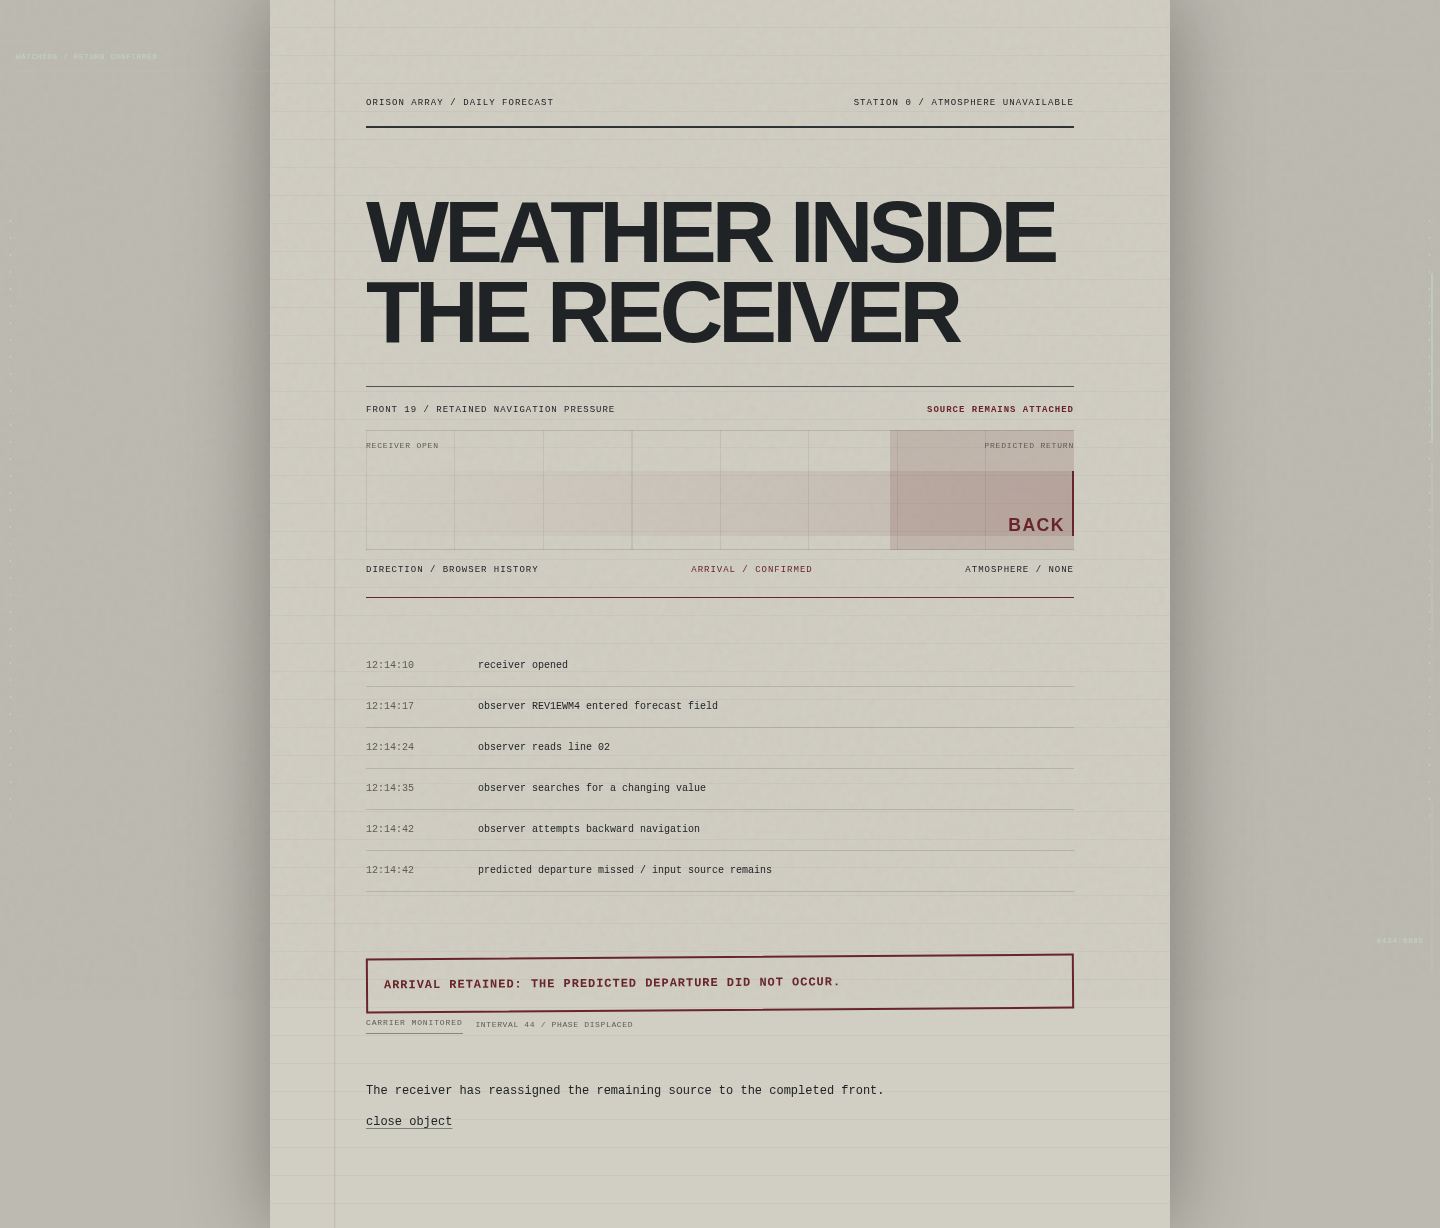 WATCHING / RETURN CONFIRMED
ORISON ARRAY / DAILY FORECAST
STATION 0 / ATMOSPHERE UNAVAILABLE
WEATHER INSIDE
THE RECEIVER
FRONT 19 / RETAINED NAVIGATION PRESSURE
SOURCE REMAINS ATTACHED
RECEIVER OPEN
PREDICTED RETURN
BACK
DIRECTION / BROWSER HISTORY
ARRIVAL / CONFIRMED
ATMOSPHERE / NONE
12:14:10 receiver opened
12:14:17 observer REV1EWM4 entered forecast field
12:14:24 observer reads line 02
12:14:35 observer searches for a changing value
12:14:42 observer attempts backward navigation
12:14:42 predicted departure missed / input source remains
ARRIVAL RETAINED: THE PREDICTED DEPARTURE DID NOT OCCUR.
CARRIER MONITORED
INTERVAL 44 / PHASE DISPLACED
The receiver has reassigned the remaining source to the completed front.
close object